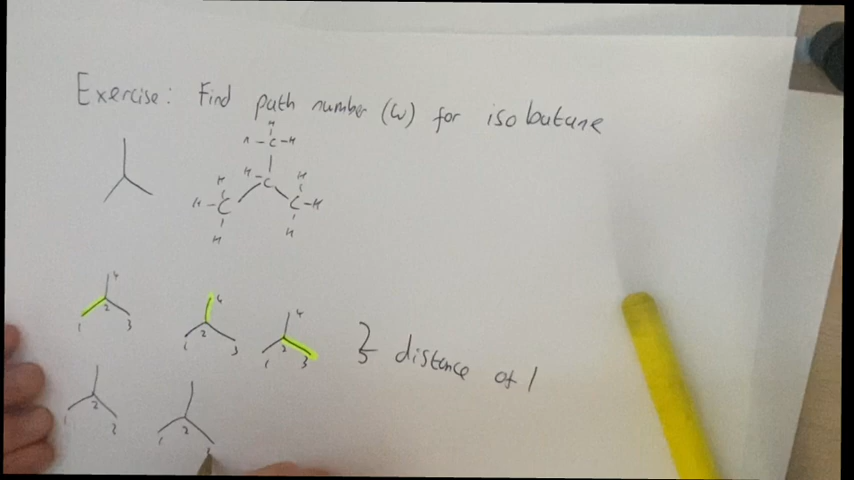 Exercise: Find path number (W) for isobutane
H
H - C - H
H - C
H H
H - C C - H
H H
4 4 4
2 2 2
1 3 1 3 1 3
} distance of 1
2 2
1 2 1